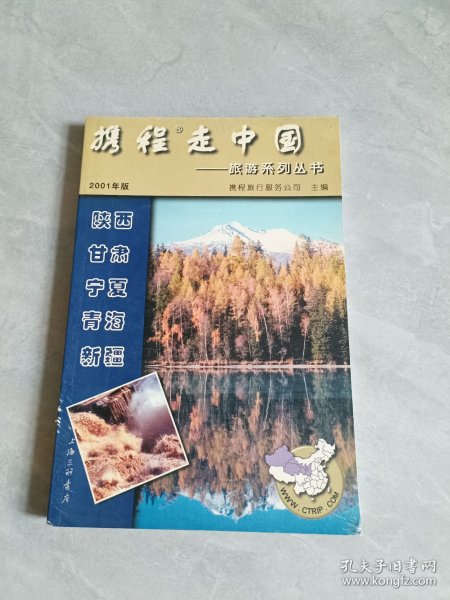 携程®走中国
——旅游系列丛书
2001年版
携程旅行服务公司 主编
陕西
甘肃
宁夏
青海
新疆
上海三联书店
WWW.CTRIP.COM
孔夫子旧书网
www.kongfz.com